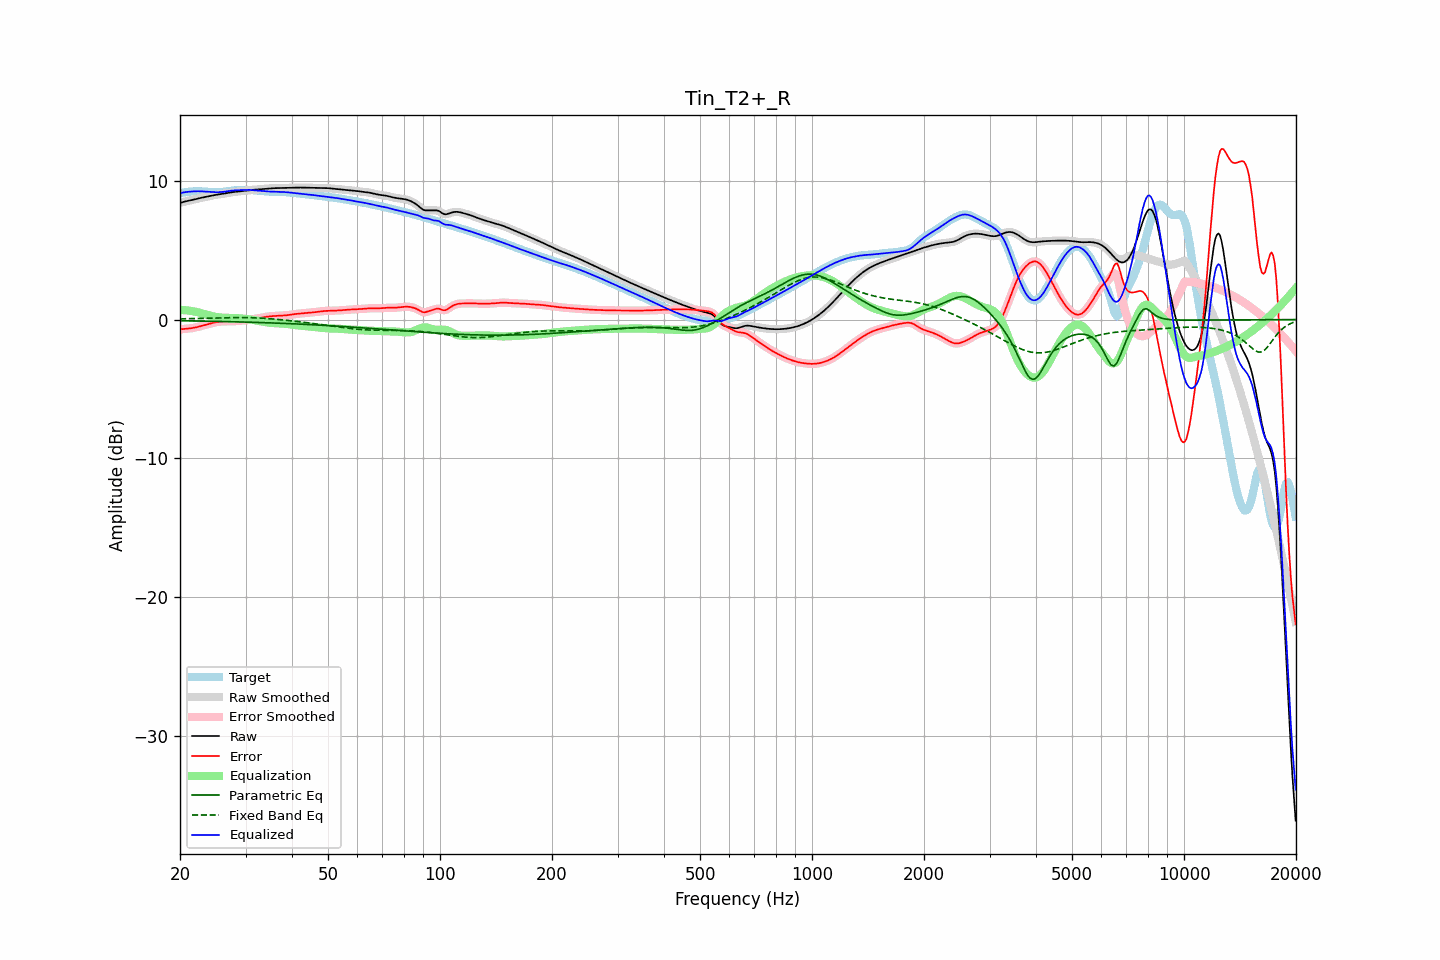 Tin_T2+_R
10
0
−10
−20
−30
Amplitude (dBr)
Target
Raw Smoothed
Error Smoothed
Raw
Error
Equalization
Parametric Eq
Fixed Band Eq
Equalized
20 50 100 200 500 1000 2000 5000 10000 20000
Frequency (Hz)